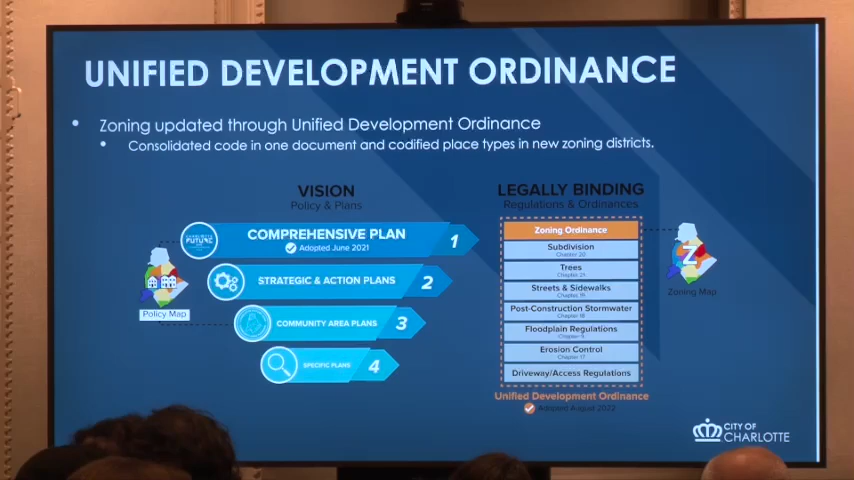 UNIFIED DEVELOPMENT ORDINANCE
• Zoning updated through Unified Development Ordinance
• Consolidated code in one document and codified place types in new zoning districts.
VISION
Policy & Plans
COMPREHENSIVE PLAN
Adopted June 2021
1
STRATEGIC & ACTION PLANS
2
COMMUNITY AREA PLANS
3
SPECIFIC PLANS
4
FUTURE
Policy Map
LEGALLY BINDING
Regulations & Ordinances
Zoning Ordinance
Subdivision
Chapter 20
Trees
Chapter 21
Streets & Sidewalks
Chapter 19
Post-Construction Stormwater
Chapter 18
Floodplain Regulations
Chapter
Erosion Control
Chapter 17
Driveway/Access Regulations
Unified Development Ordinance
Adopted August 2022
Z
Zoning Map
CITY OF
CHARLOTTE